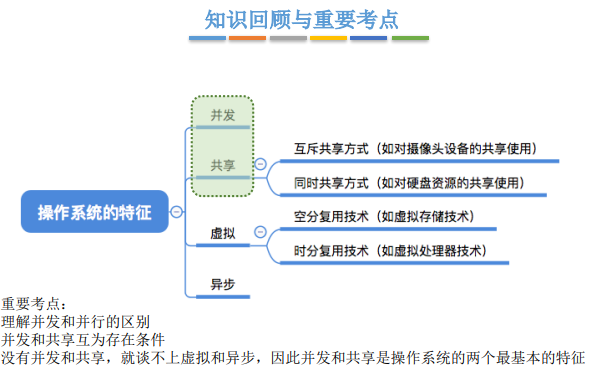 知识回顾与重要考点
并发
共享
互斥共享方式（如对摄像头设备的共享使用）
同时共享方式（如对硬盘资源的共享使用）
操作系统的特征
虚拟
空分复用技术（如虚拟存储技术）
时分复用技术（如虚拟处理器技术）
异步
重要考点：
理解并发和并行的区别
并发和共享互为存在条件
没有并发和共享，就谈不上虚拟和异步，因此并发和共享是操作系统的两个最基本的特征